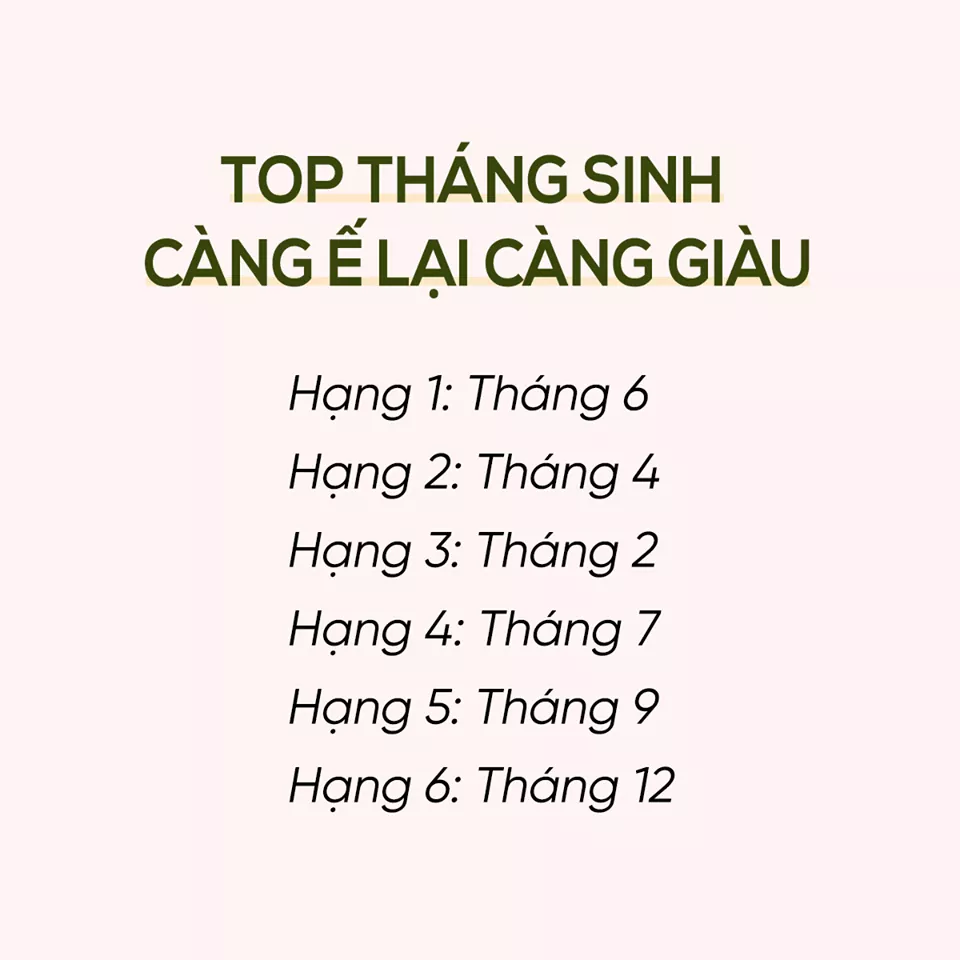 TOP THÁNG SINH
CÀNG Ế LẠI CÀNG GIÀU
Hạng 1: Tháng 6
Hạng 2: Tháng 4
Hạng 3: Tháng 2
Hạng 4: Tháng 7
Hạng 5: Tháng 9
Hạng 6: Tháng 12